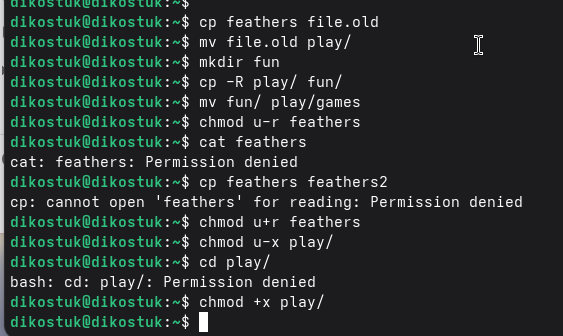 dikostuk@dikostuk:~$
dikostuk@dikostuk:~$ cp feathers file.old
dikostuk@dikostuk:~$ mv file.old play/
dikostuk@dikostuk:~$ mkdir fun
dikostuk@dikostuk:~$ cp -R play/ fun/
dikostuk@dikostuk:~$ mv fun/ play/games
dikostuk@dikostuk:~$ chmod u-r feathers
dikostuk@dikostuk:~$ cat feathers
cat: feathers: Permission denied
dikostuk@dikostuk:~$ cp feathers feathers2
cp: cannot open 'feathers' for reading: Permission denied
dikostuk@dikostuk:~$ chmod u+r feathers
dikostuk@dikostuk:~$ chmod u-x play/
dikostuk@dikostuk:~$ cd play/
bash: cd: play/: Permission denied
dikostuk@dikostuk:~$ chmod +x play/
dikostuk@dikostuk:~$